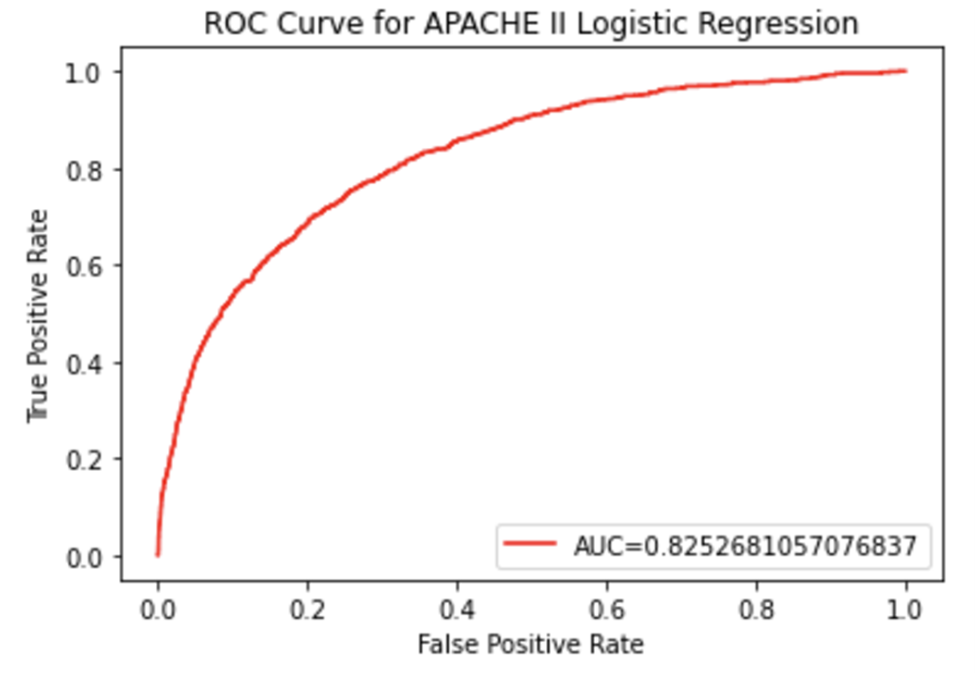 ROC Curve for APACHE II Logistic Regression
1.0
0.8
0.6
0.4
0.2
0.0
True Positive Rate
AUC=0.8252681057076837
0.0 0.2 0.4 0.6 0.8 1.0
False Positive Rate